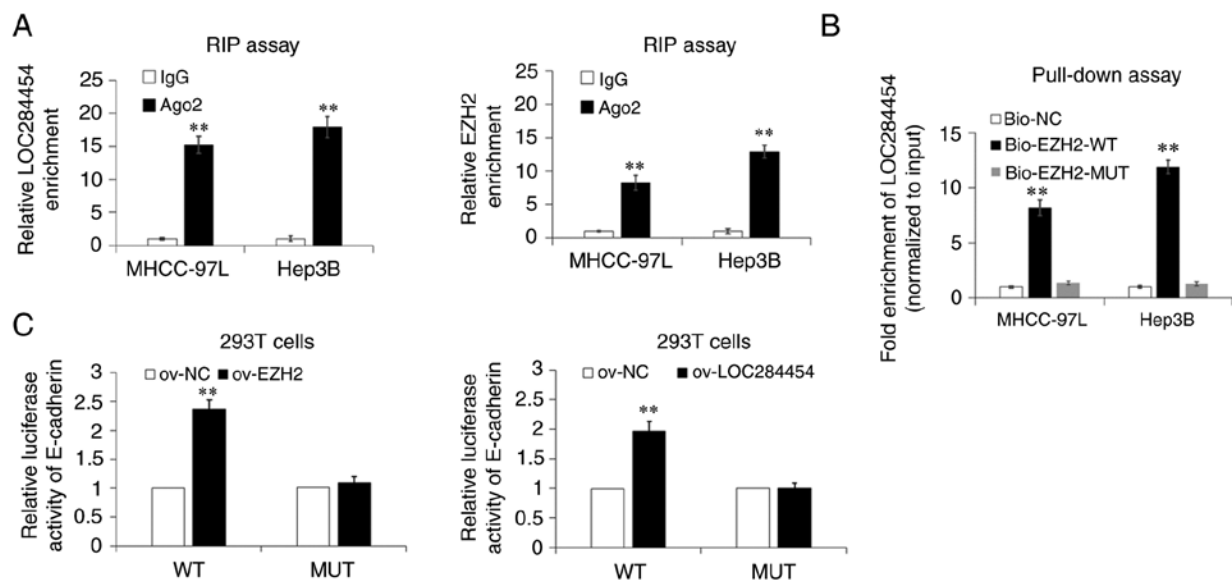 A
RIP assay
Relative LOC284454
enrichment
25
20
15
10
5
0
IgG
Ago2
**
**
MHCC-97L
Hep3B
RIP assay
Relative EZH2
enrichment
25
20
15
10
5
0
IgG
Ago2
**
**
MHCC-97L
Hep3B
B
Pull-down assay
Fold enrichment of LOC284454
(normalized to input)
15
10
5
0
Bio-NC
Bio-EZH2-WT
Bio-EZH2-MUT
**
**
MHCC-97L
Hep3B
C
293T cells
Relative luciferase
activity of E-cadherin
3
2.5
2
1.5
1
0.5
0
ov-NC
ov-EZH2
**
WT
MUT
293T cells
Relative luciferase
activity of E-cadherin
3
2.5
2
1.5
1
0.5
0
ov-NC
ov-LOC284454
**
WT
MUT